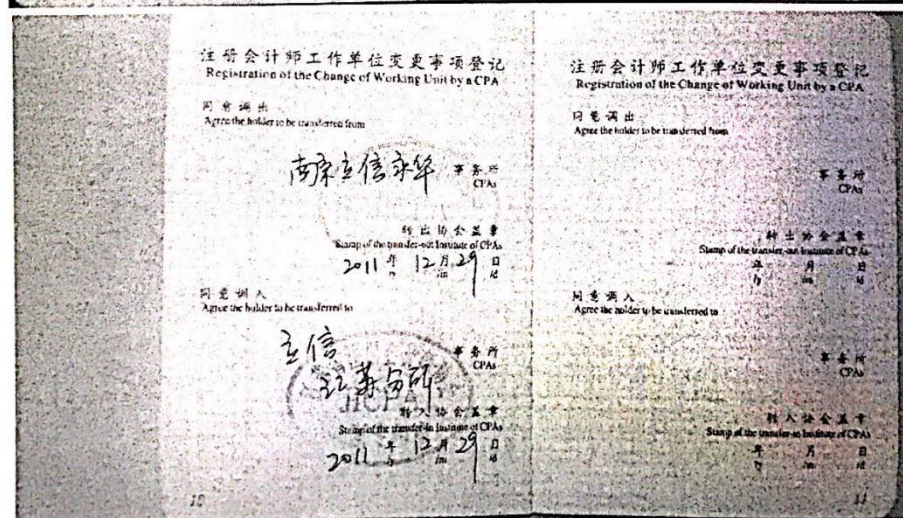 注册会计师工作单位变更事项登记
Registration of the Change of Working Unit by a CPA
同意调出
Agree the holder to be transferred from
南京立信永华 事务所
CPAs
转出协会盖章
Stamp of the transfer-out Institute of CPAs
2011 年 12 月 29 日
/y /m /d
同意调入
Agree the holder to be transferred to
立信 事务所
江苏分所 CPAs
JICPA
转入协会盖章
Stamp of the transfer-in Institute of CPAs
2011 年 12 月 29 日
/y /m /d
10
注册会计师工作单位变更事项登记
Registration of the Change of Working Unit by a CPA
同意调出
Agree the holder to be transferred from
事务所
CPAs
转出协会盖章
Stamp of the transfer-out Institute of CPAs
年 月 日
/y /m /d
同意调入
Agree the holder to be transferred to
事务所
CPAs
转入协会盖章
Stamp of the transfer-in Institute of CPAs
年 月 日
/y /m /d
11